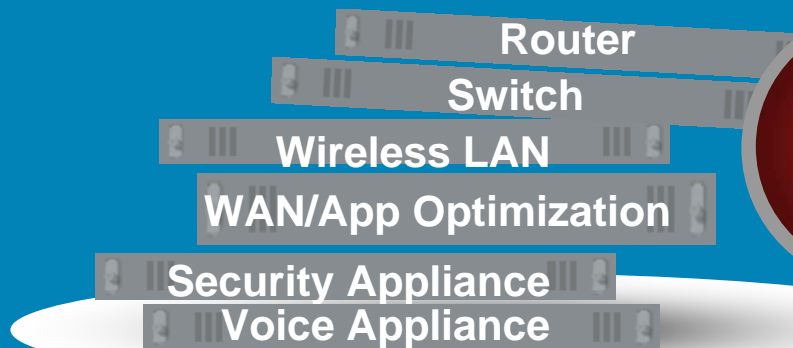 Router
Switch
Wireless LAN
WAN/App Optimization
Security Appliance
Voice Appliance